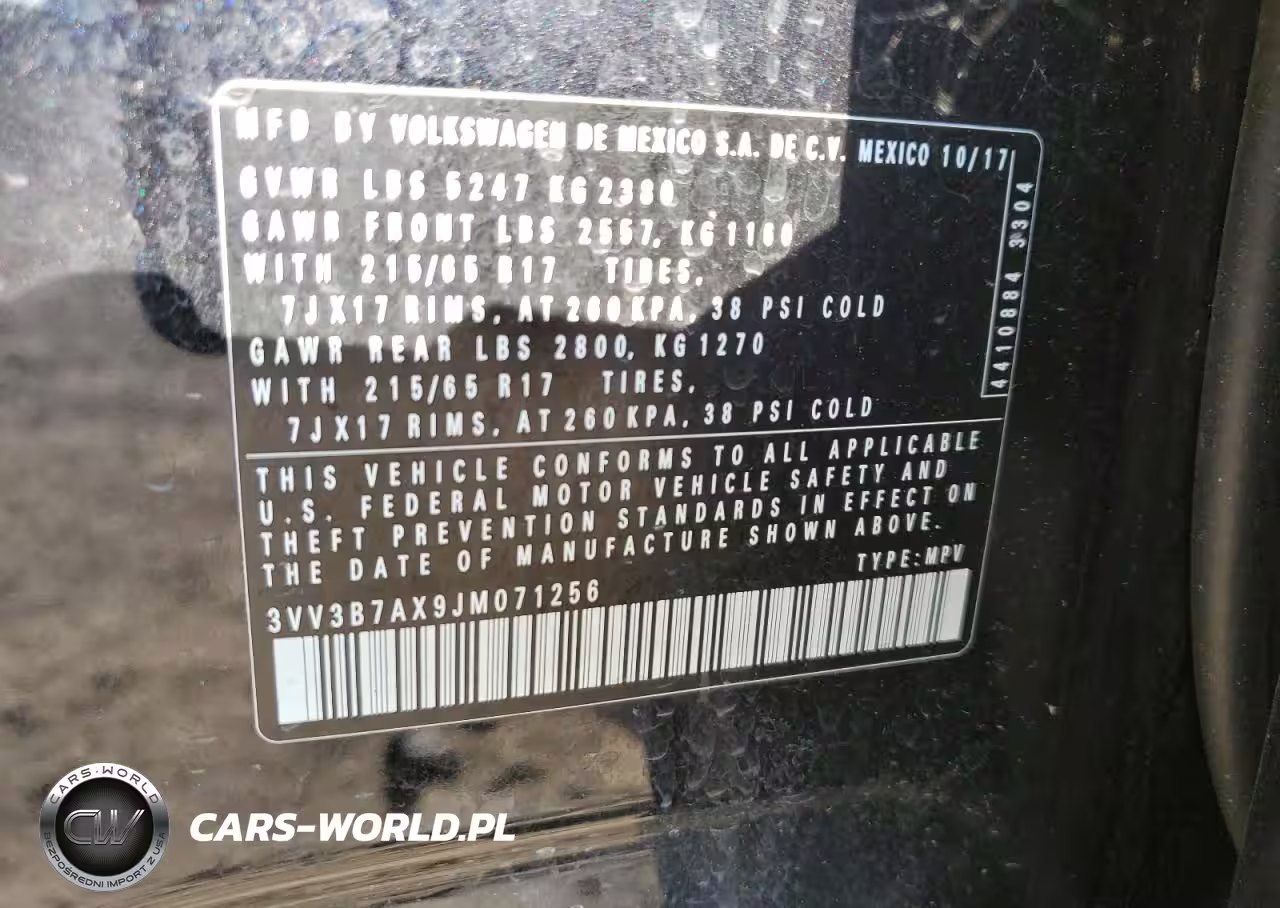 MFD BY VOLKSWAGEN DE MEXICO S.A. DE C.V. MEXICO 10/17
GVWR LBS 5247 KG 2380
GAWR FRONT LBS 2557, KG 1160
WITH 215/65 R17 TIRES,
7JX17 RIMS, AT 260 KPA, 38 PSI COLD
GAWR REAR LBS 2800, KG 1270
WITH 215/65 R17 TIRES,
7JX17 RIMS, AT 260 KPA, 38 PSI COLD
4410884 3304
THIS VEHICLE CONFORMS TO ALL APPLICABLE
U.S. FEDERAL MOTOR VEHICLE SAFETY AND
THEFT PREVENTION STANDARDS IN EFFECT ON
THE DATE OF MANUFACTURE SHOWN ABOVE.
TYPE: MPV
3VV3B7AX9JM071256
CARS-WORLD
CW
BEZPOŚREDNI IMPORT Z USA
CARS-WORLD.PL